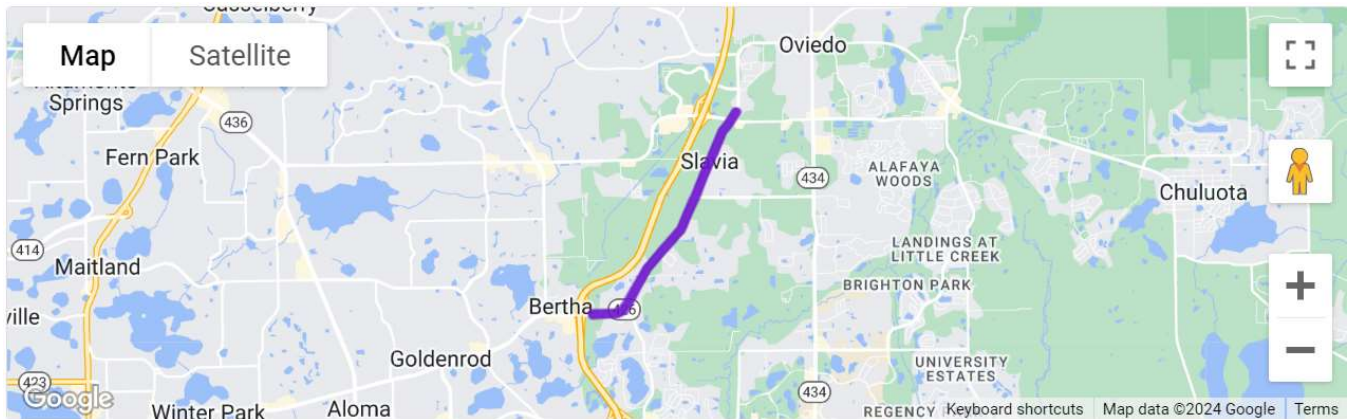 Casselberry
Map
Satellite
Oviedo
Altamonte
Springs
436
Fern Park
Slavia
434
ALAFAYA
WOODS
Chuluota
414
Maitland
LANDINGS AT
LITTLE CREEK
BRIGHTON PARK
ville
Bertha
426
Goldenrod
UNIVERSITY
ESTATES
423
Google
Winter Park
Aloma
434
REGENCY
Keyboard shortcuts
Map data ©2024 Google
Terms